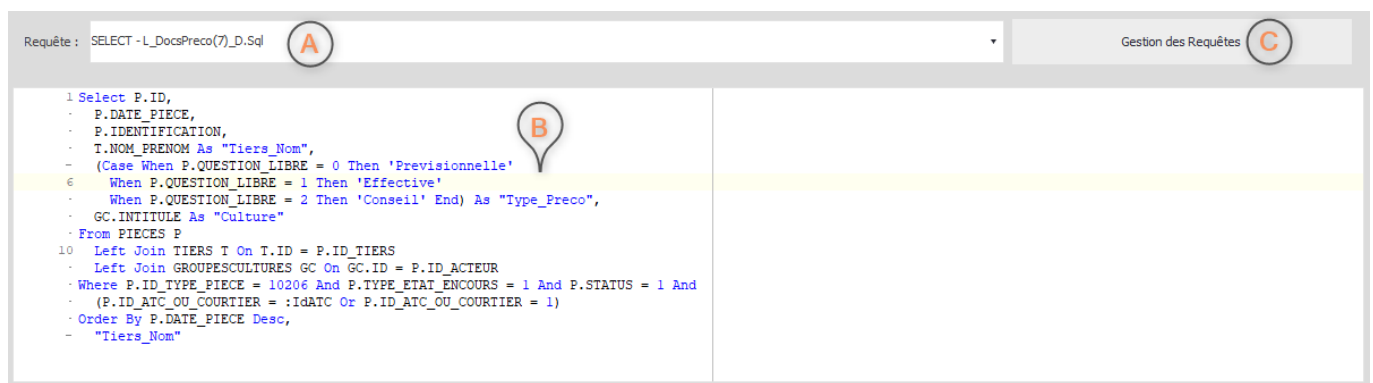 Requête : SELECT - L_DocsPreco(7)_D.Sql A Gestion des Requêtes C
1 Select P.ID,
P.DATE_PIECE,
P.IDENTIFICATION,
B
T.NOM_PRENOM As "Tiers_Nom",
(Case When P.QUESTION_LIBRE = 0 Then 'Previsionnelle'
6 When P.QUESTION_LIBRE = 1 Then 'Effective'
When P.QUESTION_LIBRE = 2 Then 'Conseil' End) As "Type_Preco",
GC.INTITULE As "Culture"
From PIECES P
10 Left Join TIERS T On T.ID = P.ID_TIERS
Left Join GROUPESCULTURES GC On GC.ID = P.ID_ACTEUR
Where P.ID_TYPE_PIECE = 10206 And P.TYPE_ETAT_ENCOURS = 1 And P.STATUS = 1 And
(P.ID_ATC_OU_COURTIER = :IdATC Or P.ID_ATC_OU_COURTIER = 1)
Order By P.DATE_PIECE Desc,
"Tiers_Nom"